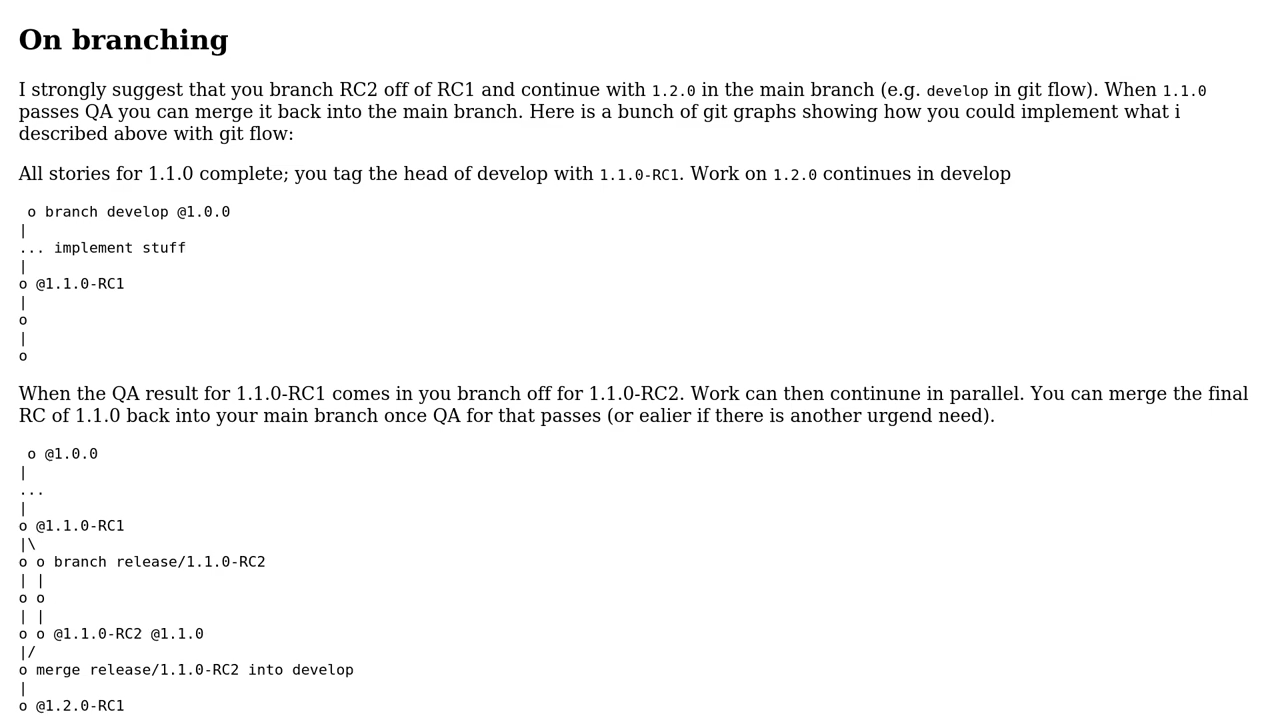 On branching
I strongly suggest that you branch RC2 off of RC1 and continue with 1.2.0 in the main branch (e.g. develop in git flow). When 1.1.0
passes QA you can merge it back into the main branch. Here is a bunch of git graphs showing how you could implement what i
described above with git flow:
All stories for 1.1.0 complete; you tag the head of develop with 1.1.0-RC1. Work on 1.2.0 continues in develop
 o branch develop @1.0.0
|
... implement stuff
|
o @1.1.0-RC1
|
o
|
o
When the QA result for 1.1.0-RC1 comes in you branch off for 1.1.0-RC2. Work can then continune in parallel. You can merge the final
RC of 1.1.0 back into your main branch once QA for that passes (or ealier if there is another urgend need).
 o @1.0.0
|
...
|
o @1.1.0-RC1
|\
o o branch release/1.1.0-RC2
| |
o o
| |
o o @1.1.0-RC2 @1.1.0
|/
o merge release/1.1.0-RC2 into develop
|
o @1.2.0-RC1